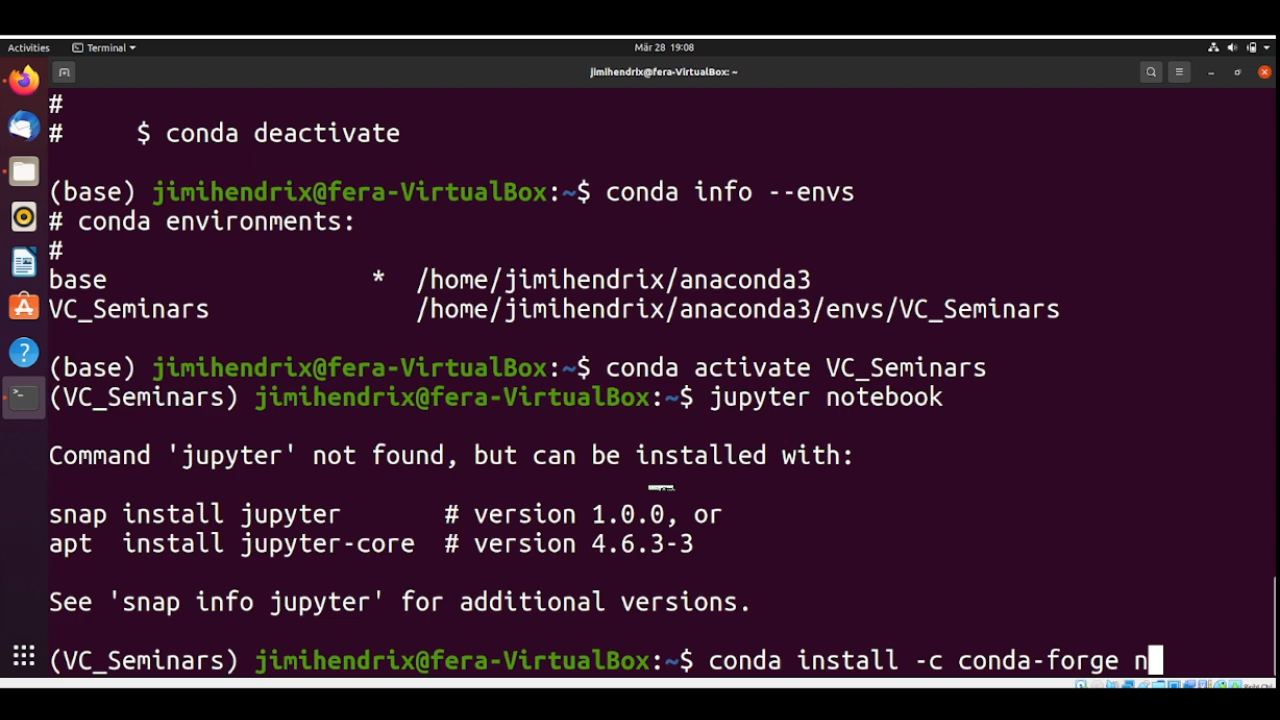 Activities
Terminal
Mär 28 19:08
jimihendrix@fera-VirtualBox: ~
#
#     $ conda deactivate
(base) jimihendrix@fera-VirtualBox:~$ conda info --envs
# conda environments:
#
base                  *  /home/jimihendrix/anaconda3
VC_Seminars              /home/jimihendrix/anaconda3/envs/VC_Seminars
(base) jimihendrix@fera-VirtualBox:~$ conda activate VC_Seminars
(VC_Seminars) jimihendrix@fera-VirtualBox:~$ jupyter notebook
Command 'jupyter' not found, but can be installed with:
snap install jupyter       # version 1.0.0, or
apt  install jupyter-core  # version 4.6.3-3
See 'snap info jupyter' for additional versions.
(VC_Seminars) jimihendrix@fera-VirtualBox:~$ conda install -c conda-forge n